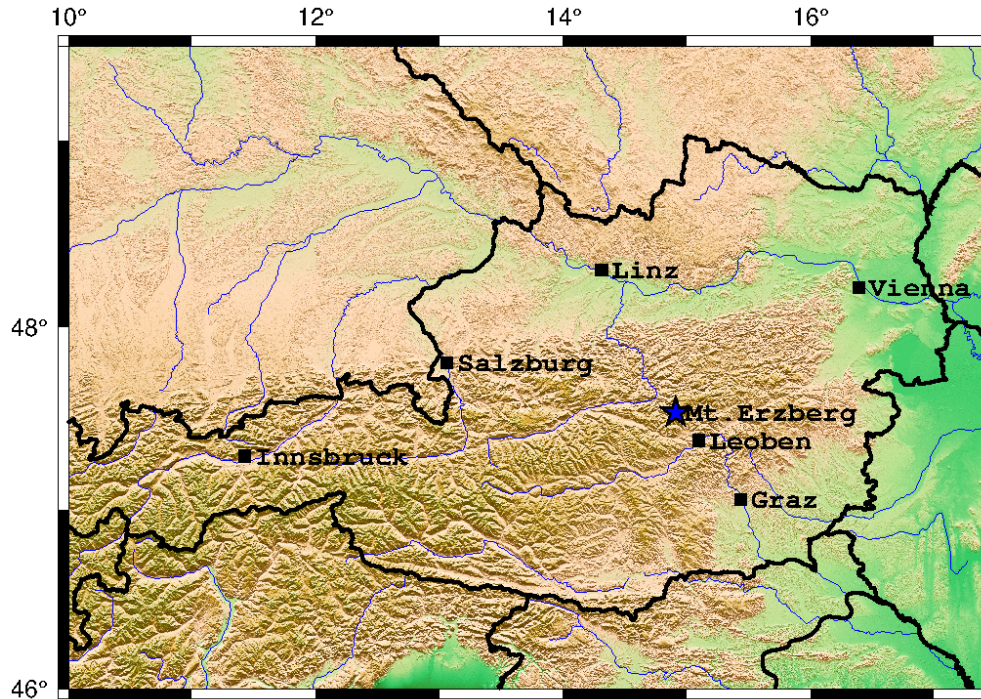 10° 12° 14° 16°
Linz
Vienna
48°
Salzburg
Mt.Erzberg
Leoben
Innsbruck
Graz
46°